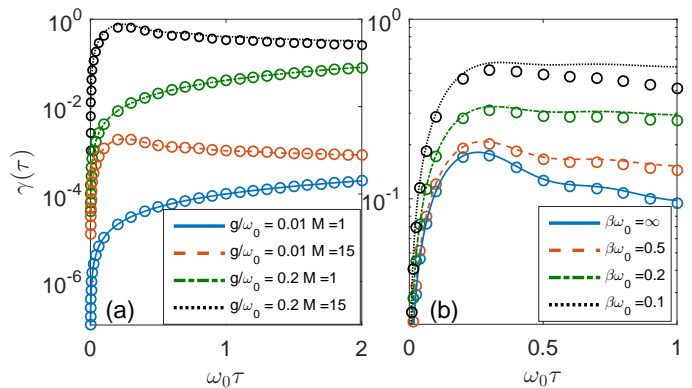 10^0
10^-2
10^-4
10^-6
γ(τ)
(a)
g/ω_0 = 0.01 M =1
g/ω_0 = 0.01 M =15
g/ω_0 = 0.2 M =1
g/ω_0 = 0.2 M =15
0 1 2
ω_0τ
10^0
10^-1
(b)
βω_0 =∞
βω_0 =0.5
βω_0 =0.2
βω_0 =0.1
0 0.5 1
ω_0τ